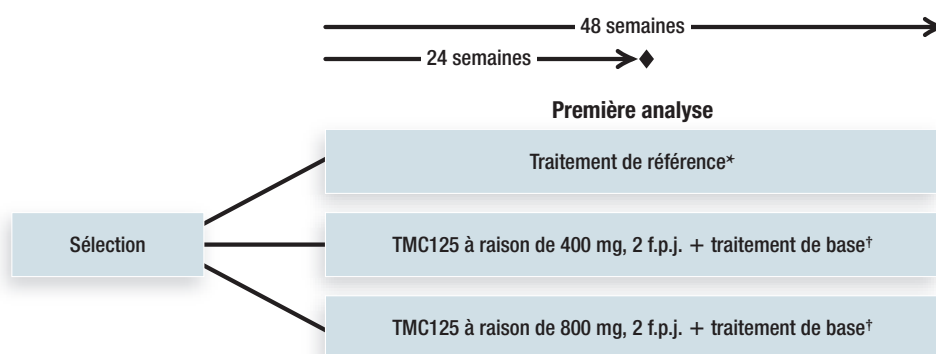 48 semaines
24 semaines
Première analyse
Traitement de référence*
Sélection
TMC125 à raison de 400 mg, 2 f.p.j. + traitement de base†
TMC125 à raison de 800 mg, 2 f.p.j. + traitement de base†